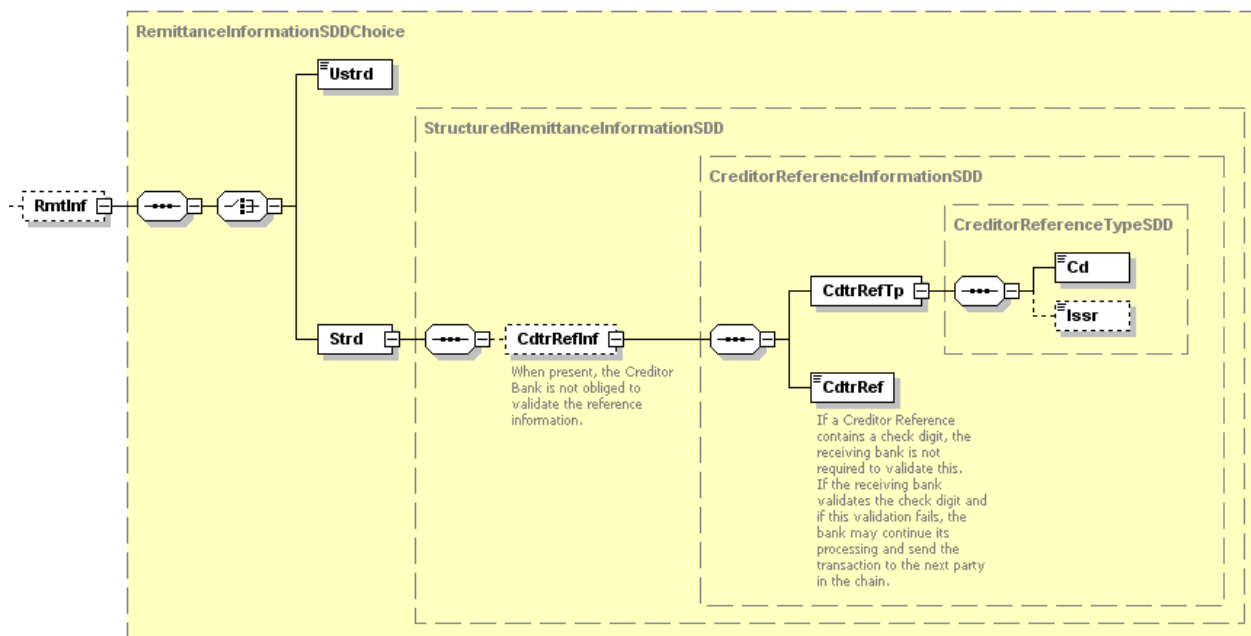 RemittanceInformationSDDChoice
Ustrd
StructuredRemittanceInformationSDD
CreditorReferenceInformationSDD
CreditorReferenceTypeSDD
RmtInf
CdtrRefTp
Cd
Issr
Strd
CdtrRefInf
When present, the Creditor
Bank is not obliged to
validate the reference
information.
CdtrRef
If a Creditor Reference
contains a check digit, the
receiving bank is not
required to validate this.
If the receiving bank
validates the check digit and
if this validation fails, the
bank may continue its
processing and send the
transaction to the next party
in the chain.